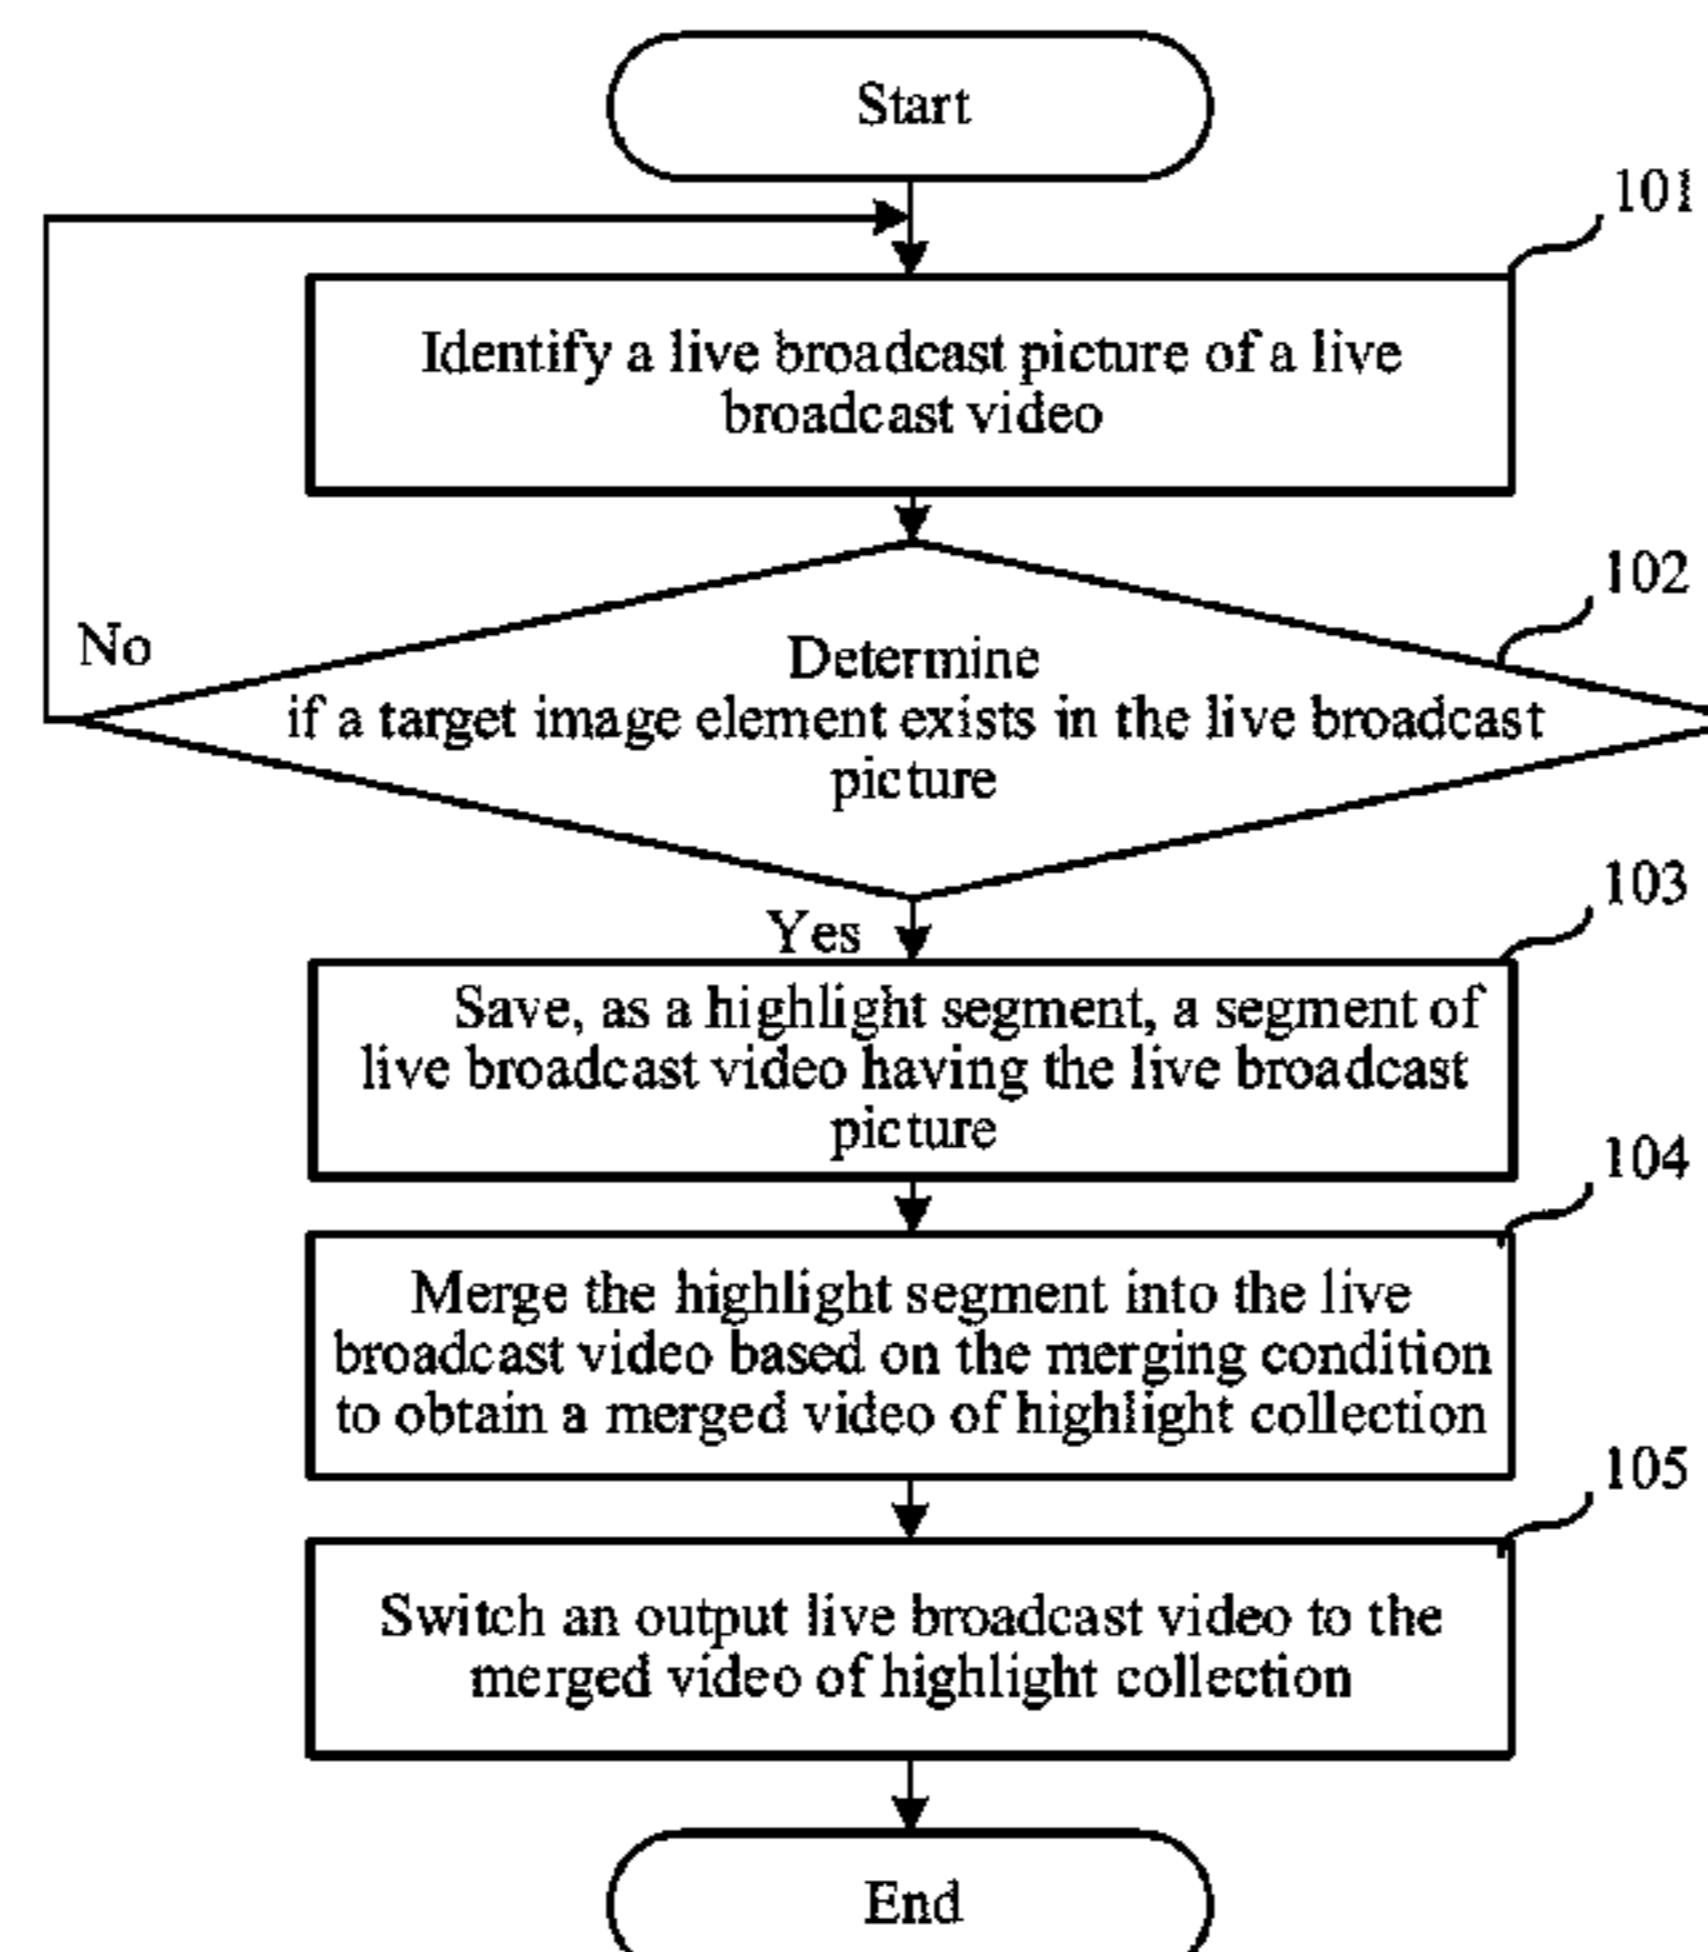 Start
101
Identify a live broadcast picture of a live
broadcast video
102
No
Determine
if a target image element exists in the live broadcast
picture
103
Yes
Save, as a highlight segment, a segment of
live broadcast video having the live broadcast
picture
104
Merge the highlight segment into the live
broadcast video based on the merging condition
to obtain a merged video of highlight collection
105
Switch an output live broadcast video to the
merged video of highlight collection
End